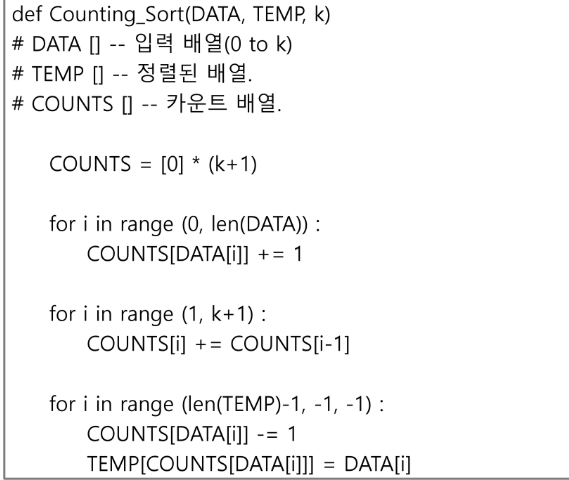 def Counting_Sort(DATA, TEMP, k)
# DATA [] -- 입력 배열(0 to k)
# TEMP [] -- 정렬된 배열.
# COUNTS [] -- 카운트 배열.
COUNTS = [0] * (k+1)
for i in range (0, len(DATA)) :
COUNTS[DATA[i]] += 1
for i in range (1, k+1) :
COUNTS[i] += COUNTS[i-1]
for i in range (len(TEMP)-1, -1, -1) :
COUNTS[DATA[i]] -= 1
TEMP[COUNTS[DATA[i]]] = DATA[i]